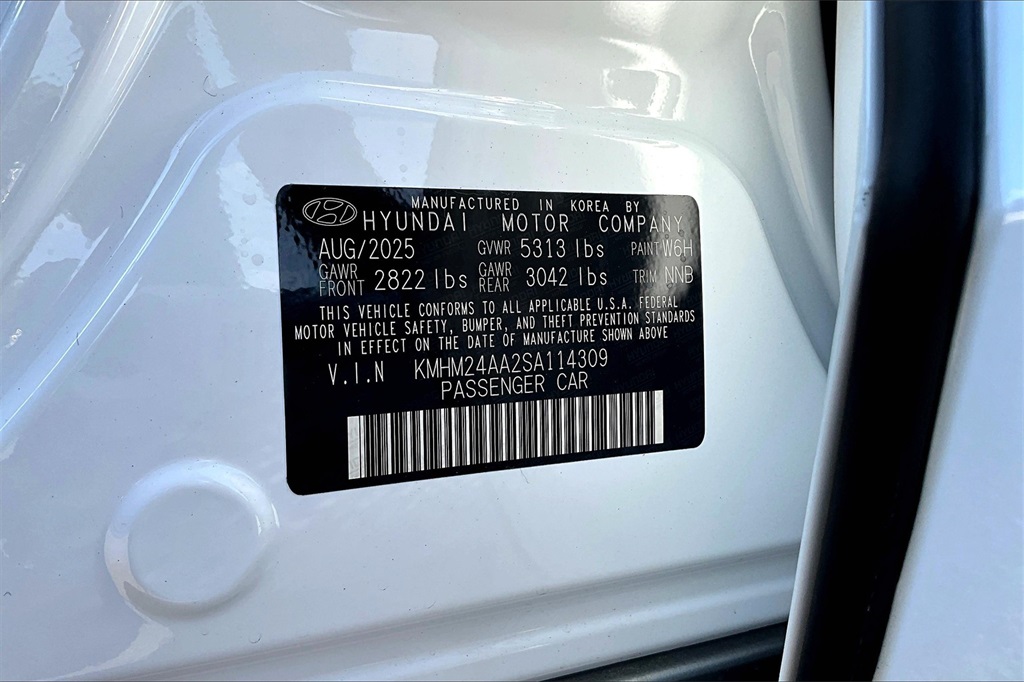 MANUFACTURED IN KOREA BY
HYUNDAI MOTOR COMPANY
AUG/2025 GVWR 5313 lbs PAINT W6H
GAWR FRONT 2822 lbs GAWR REAR 3042 lbs TRIM NNB
THIS VEHICLE CONFORMS TO ALL APPLICABLE U.S.A. FEDERAL
MOTOR VEHICLE SAFETY, BUMPER, AND THEFT PREVENTION STANDARDS
IN EFFECT ON THE DATE OF MANUFACTURE SHOWN ABOVE
V.I.N KMHM24AA2SA114309
PASSENGER CAR